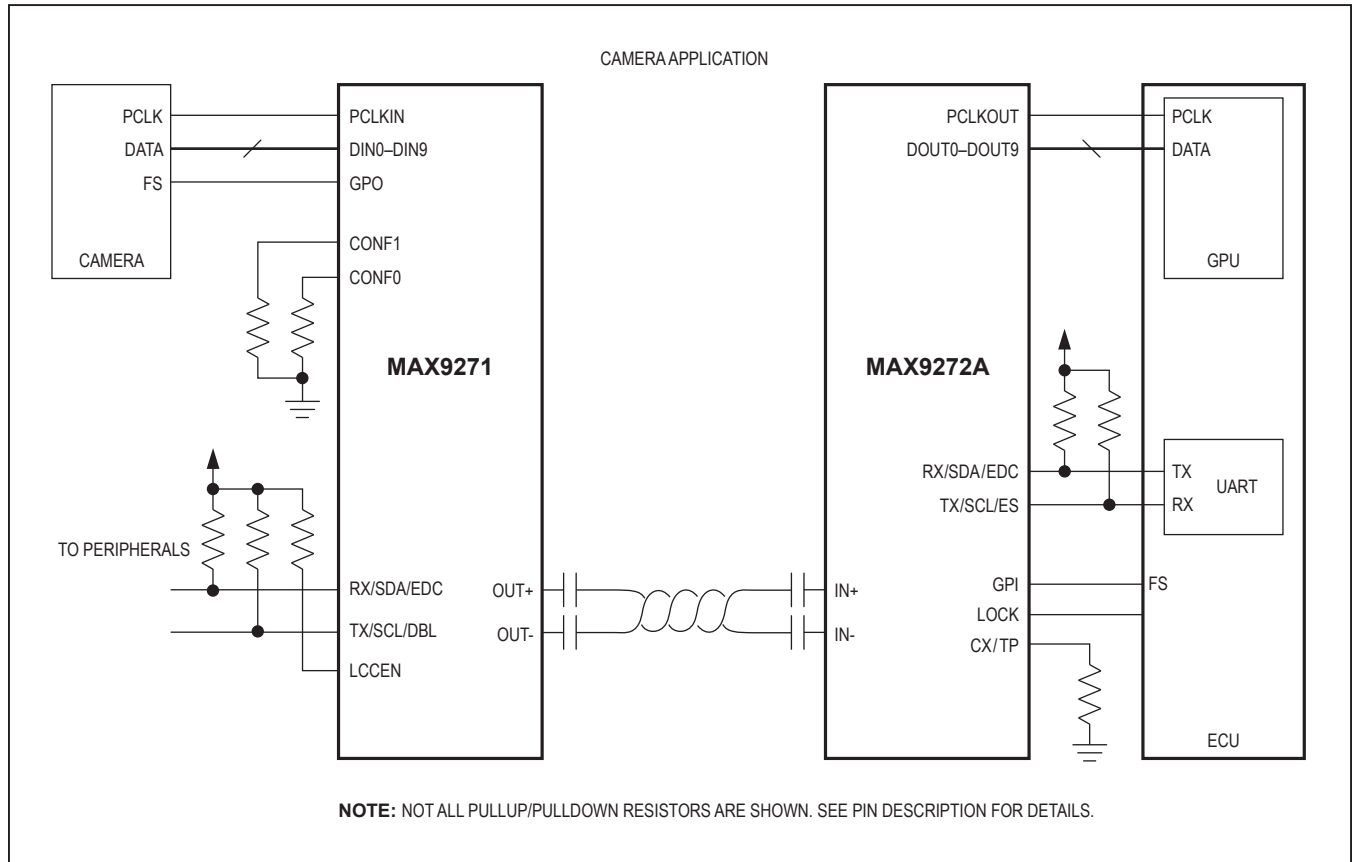 CAMERA APPLICATION
PCLK
DATA
FS
CAMERA
PCLKIN
DIN0–DIN9
GPO
CONF1
CONF0
MAX9271
TO PERIPHERALS
RX/SDA/EDC
TX/SCL/DBL
LCCEN
OUT+
OUT-
IN+
IN-
MAX9272A
PCLKOUT
DOUT0–DOUT9
RX/SDA/EDC
TX/SCL/ES
GPI
LOCK
CX/TP
PCLK
DATA
GPU
TX
RX
UART
FS
ECU
NOTE: NOT ALL PULLUP/PULLDOWN RESISTORS ARE SHOWN. SEE PIN DESCRIPTION FOR DETAILS.